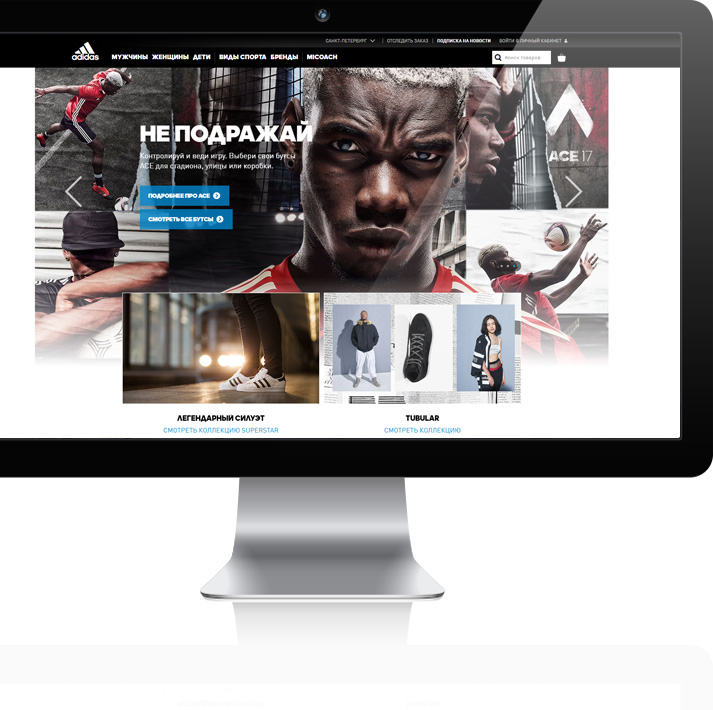 САНКТ-ПЕТЕРБУРГ
ОТСЛЕДИТЬ ЗАКАЗ
ПОДПИСКА НА НОВОСТИ
ВОЙТИ В ЛИЧНЫЙ КАБИНЕТ
adidas
МУЖЧИНЫ ЖЕНЩИНЫ ДЕТИ ВИДЫ СПОРТА БРЕНДЫ MICOACH
Поиск товаров
НЕ ПОДРАЖАЙ
Контролируй и веди игру. Выбери свои бутсы
ACE для стадиона, улицы или коробки.
ACE 17
ПОДРОБНЕЕ ПРО ACE
СМОТРЕТЬ ВСЕ БУТСЫ
ЛЕГЕНДАРНЫЙ СИЛУЭТ
СМОТРЕТЬ КОЛЛЕКЦИЮ SUPERSTAR
TUBULAR
СМОТРЕТЬ КОЛЛЕКЦИЮ